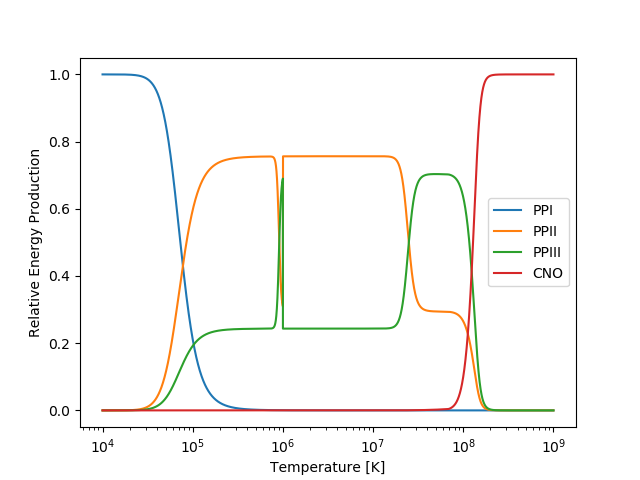 1.0
0.8
0.6
0.4
0.2
0.0
Relative Energy Production
PPI
PPII
PPIII
CNO
10⁴ 10⁵ 10⁶ 10⁷ 10⁸ 10⁹
Temperature [K]